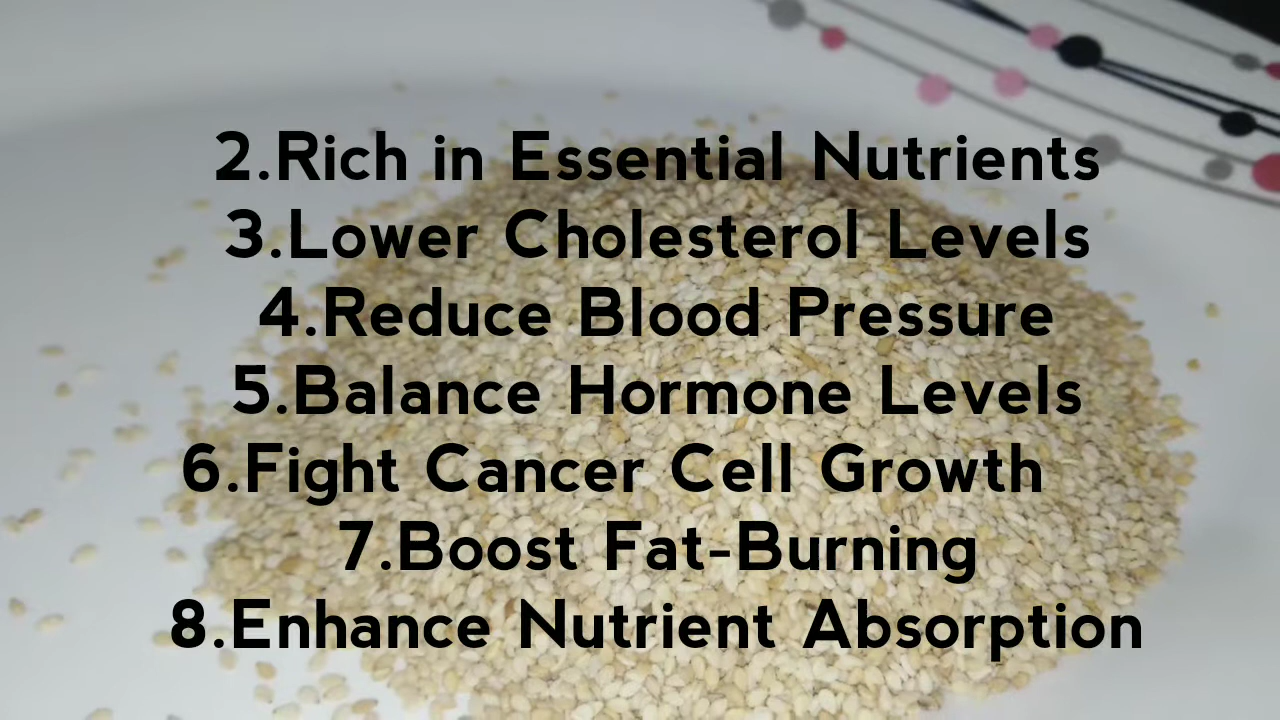 2.Rich in Essential Nutrients
3.Lower Cholesterol Levels
4.Reduce Blood Pressure
5.Balance Hormone Levels
6.Fight Cancer Cell Growth
7.Boost Fat-Burning
8.Enhance Nutrient Absorption